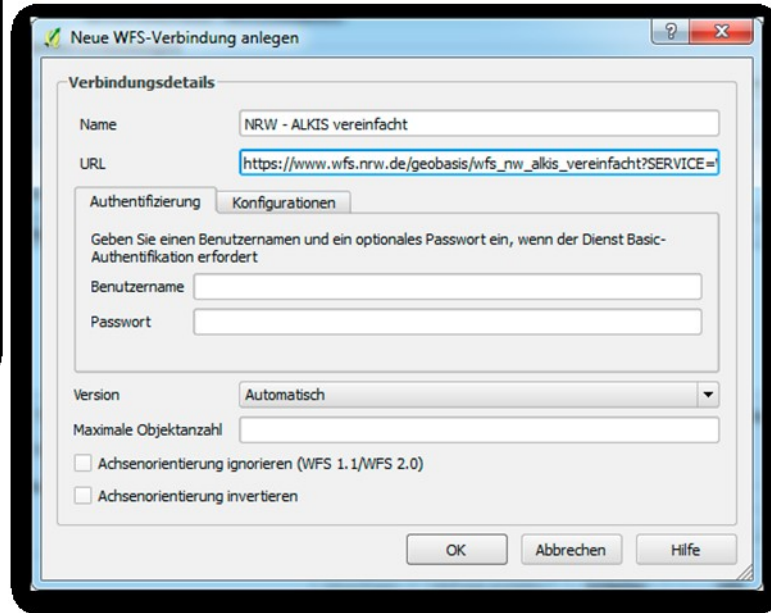 Neue WFS-Verbindung anlegen
Verbindungsdetails
Name
NRW - ALKIS vereinfacht
URL
https://www.wfs.nrw.de/geobasis/wfs_nw_alkis_vereinfacht?SERVICE=
Authentifizierung
Konfigurationen
Geben Sie einen Benutzernamen und ein optionales Passwort ein, wenn der Dienst Basic-
Authentifikation erfordert
Benutzername
Passwort
Version
Automatisch
Maximale Objektanzahl
Achsenorientierung ignorieren (WFS 1.1/WFS 2.0)
Achsenorientierung invertieren
OK
Abbrechen
Hilfe